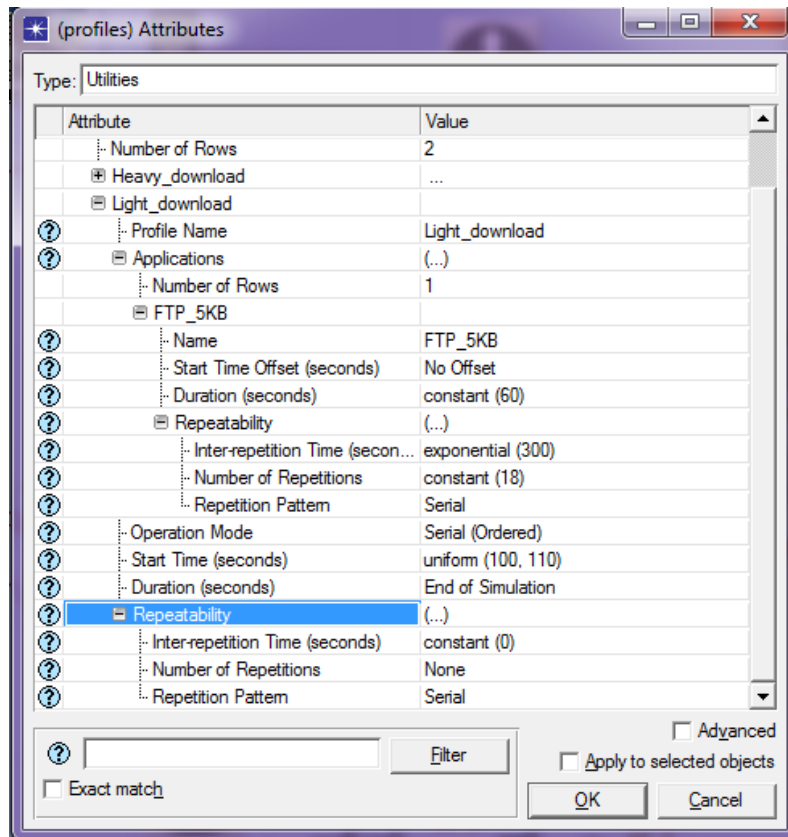 (profiles) Attributes
Type: Utilities
Attribute Value
Number of Rows 2
Heavy_download ...
Light_download
Profile Name Light_download
Applications (...)
Number of Rows 1
FTP_5KB
Name FTP_5KB
Start Time Offset (seconds) No Offset
Duration (seconds) constant (60)
Repeatability (...)
Inter-repetition Time (secon... exponential (300)
Number of Repetitions constant (18)
Repetition Pattern Serial
Operation Mode Serial (Ordered)
Start Time (seconds) uniform (100, 110)
Duration (seconds) End of Simulation
Repeatability (...)
Inter-repetition Time (seconds) constant (0)
Number of Repetitions None
Repetition Pattern Serial
Advanced
Filter
Apply to selected objects
Exact match
OK Cancel